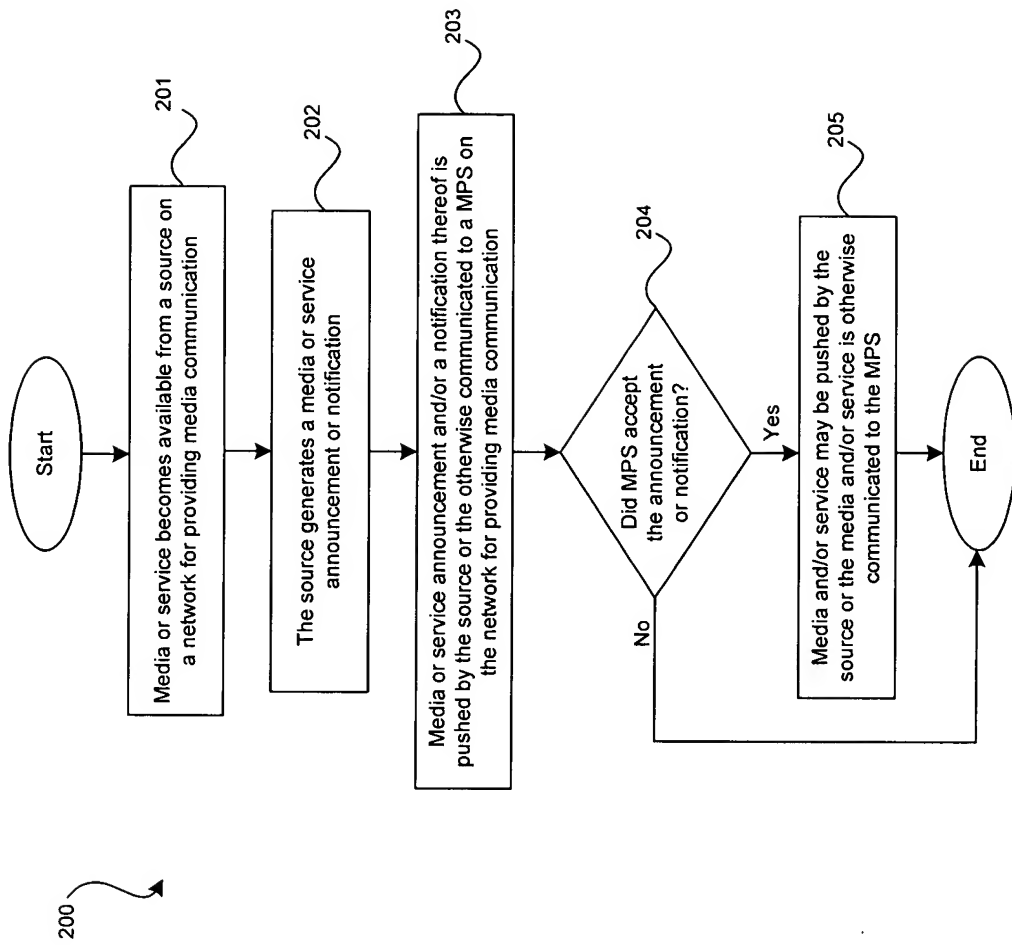 200
Start
Media or service becomes available from a source on
a network for providing media communication
201
The source generates a media or service
announcement or notification
202
Media or service announcement and/or a notification thereof is
pushed by the source or the otherwise communicated to a MPS on
the network for providing media communication
203
Did MPS accept
the announcement
or notification?
204
No
Yes
Media and/or service may be pushed by the
source or the media and/or service is otherwise
communicated to the MPS
205
End